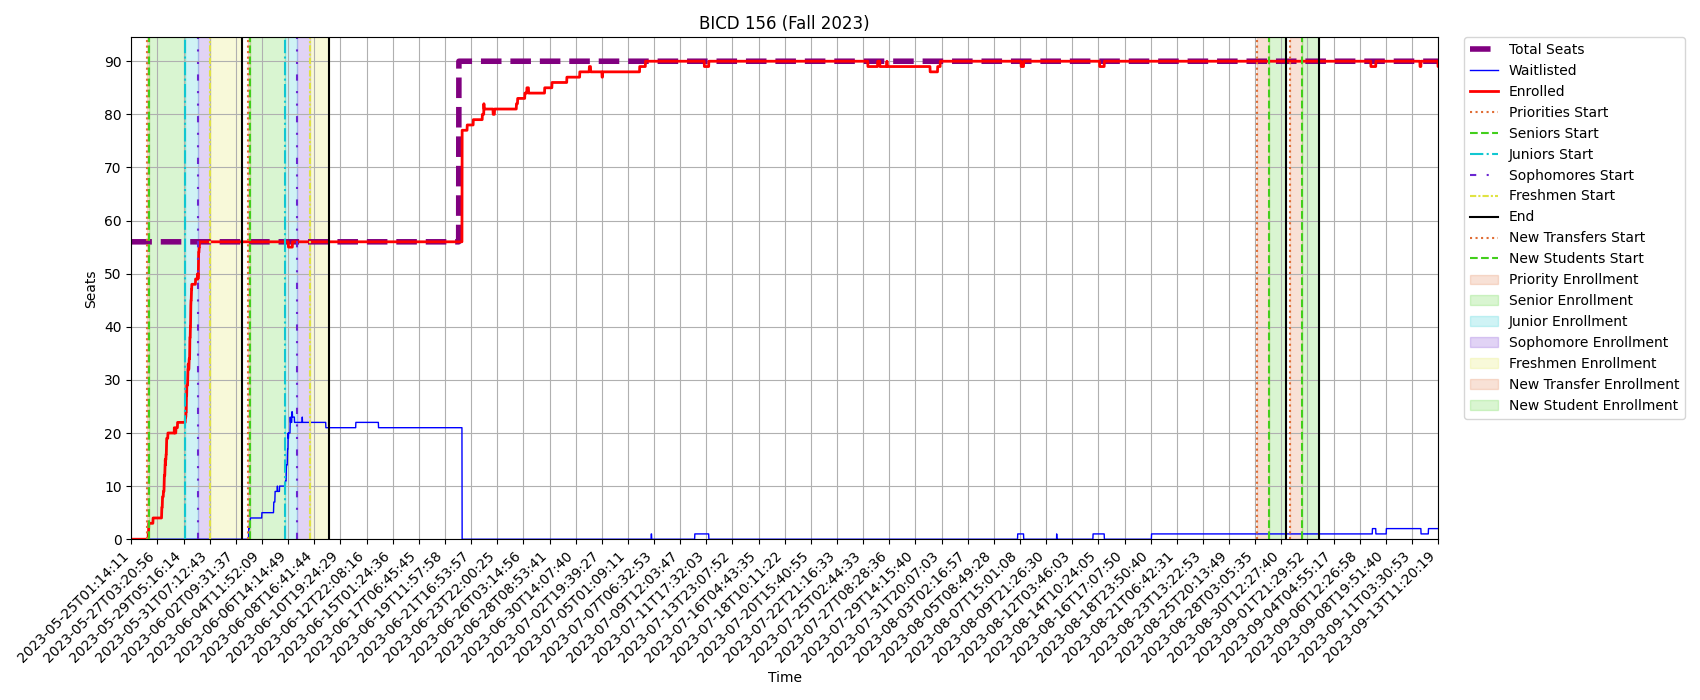 BICD 156 (Fall 2023)
Seats
90
80
70
60
50
40
30
20
10
0
2023-05-25T01:14:11
2023-05-27T03:20:56
2023-05-29T05:16:14
2023-05-31T07:12:43
2023-06-02T09:31:37
2023-06-04T11:52:09
2023-06-06T14:14:49
2023-06-08T16:41:44
2023-06-10T19:24:29
2023-06-12T22:08:16
2023-06-15T01:24:36
2023-06-17T06:45:45
2023-06-19T11:57:58
2023-06-21T16:53:57
2023-06-23T22:00:25
2023-06-26T03:14:56
2023-06-28T08:53:41
2023-06-30T14:07:40
2023-07-02T19:39:27
2023-07-05T01:09:11
2023-07-07T06:32:53
2023-07-09T12:03:47
2023-07-11T17:32:03
2023-07-13T23:07:52
2023-07-16T04:43:35
2023-07-18T10:11:22
2023-07-20T15:40:55
2023-07-22T21:16:33
2023-07-25T02:44:33
2023-07-27T08:28:36
2023-07-29T14:15:40
2023-07-31T20:07:03
2023-08-03T02:16:57
2023-08-05T08:49:28
2023-08-07T15:01:08
2023-08-09T21:26:30
2023-08-12T03:46:03
2023-08-14T10:24:05
2023-08-16T17:07:50
2023-08-18T23:50:40
2023-08-21T06:42:31
2023-08-23T13:22:53
2023-08-25T20:13:49
2023-08-28T03:05:35
2023-08-30T12:27:40
2023-09-01T21:29:52
2023-09-04T04:55:17
2023-09-06T12:26:58
2023-09-08T19:51:40
2023-09-11T03:30:53
2023-09-13T11:20:19
Time
Total Seats
Waitlisted
Enrolled
Priorities Start
Seniors Start
Juniors Start
Sophomores Start
Freshmen Start
End
New Transfers Start
New Students Start
Priority Enrollment
Senior Enrollment
Junior Enrollment
Sophomore Enrollment
Freshmen Enrollment
New Transfer Enrollment
New Student Enrollment